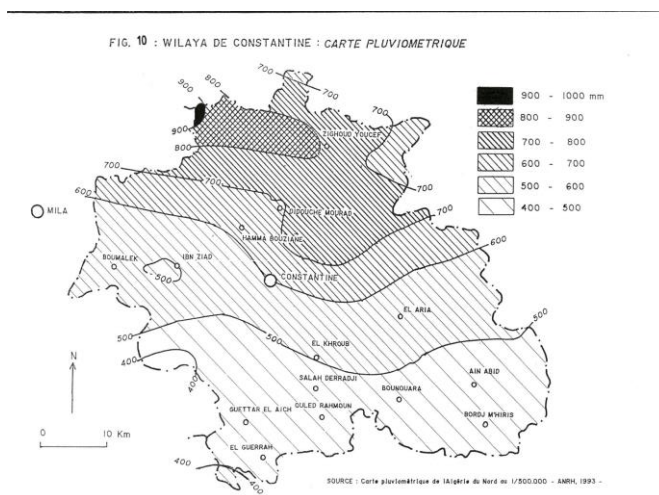 FIG. 10 : WILAYA DE CONSTANTINE : CARTE PLUVIOMETRIQUE
900 - 1000 mm
800 - 900
700 - 800
600 - 700
500 - 600
400 - 500
900
800
700
700
700
900
800
ZIGHOUD YOUCEF
700
700
700
600
MILA
DIDOUCHE MOURAD
700
HAMMA BOUZIANE
600
BOUMALEK
IBN ZIAD
500
CONSTANTINE
EL ARIA
500
500
500
400
EL KHROUB
400
SALAH DERRADJI
BOUNOUARA
AIN ABID
N
GUETTAR EL AICH
OULED RAHMOUN
BORDJ M'HIRIS
0 10 Km
EL GUERRAH
400
400
SOURCE : Carte pluviométrique de l'Algérie du Nord au 1/500.000 - ANRH, 1993 -